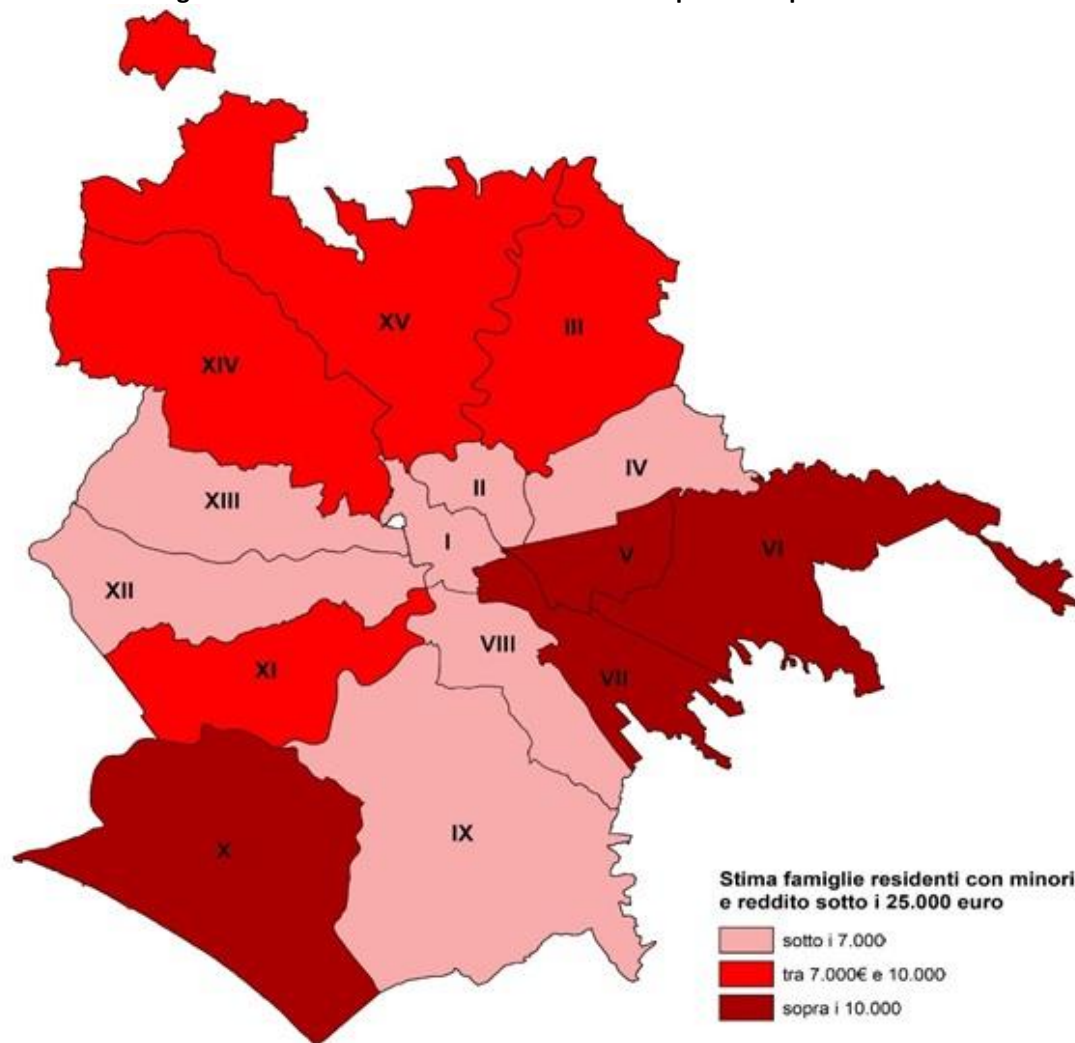 XV
III
XIV
IV
II
XIII
I
V
VI
XII
VIII
XI
VII
IX
X
Stima famiglie residenti con minori
e reddito sotto i 25.000 euro
sotto i 7.000
tra 7.000€ e 10.000
sopra i 10.000